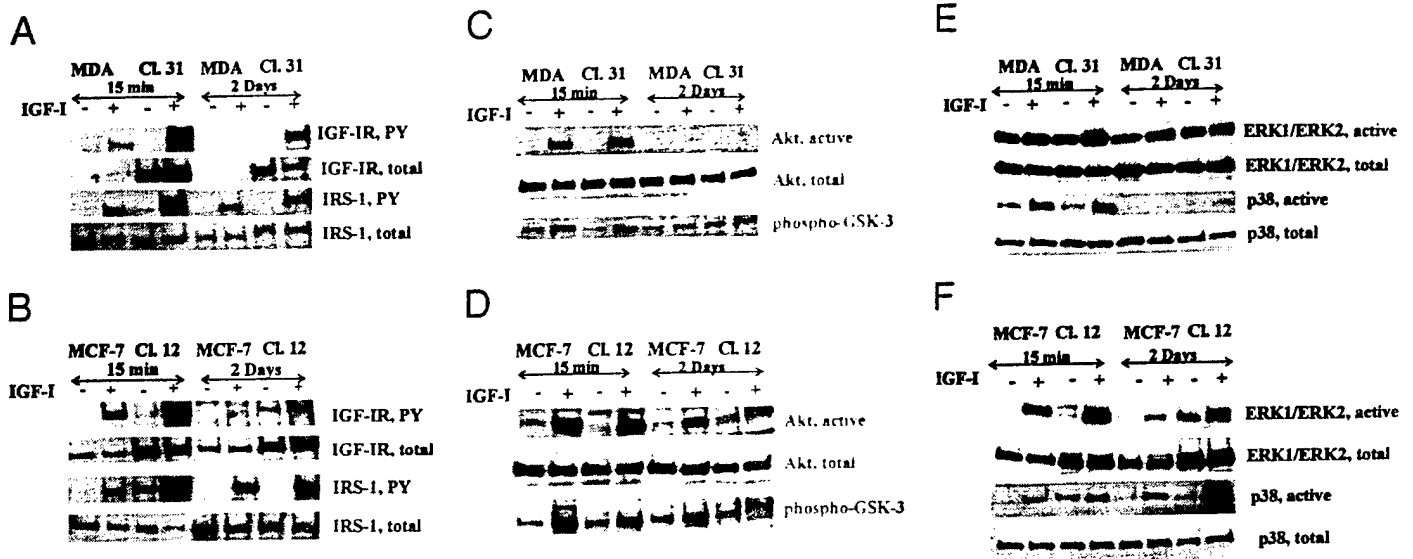 A
MDA Cl. 31 MDA Cl. 31
15 min 2 Days
IGF-I - + - + - + - +
IGF-IR, PY
IGF-IR, total
IRS-1, PY
IRS-1, total
B
MCF-7 Cl. 12 MCF-7 Cl. 12
15 min 2 Days
IGF-I - + - + - + - +
IGF-IR, PY
IGF-IR, total
IRS-1, PY
IRS-1, total
C
MDA Cl. 31 MDA Cl. 31
15 min 2 Days
IGF-I - + - + - + - +
Akt, active
Akt, total
phospho-GSK-3
D
MCF-7 Cl. 12 MCF-7 Cl. 12
15 min 2 Days
IGF-I - + - + - + - +
Akt, active
Akt, total
phospho-GSK-3
E
MDA Cl. 31 MDA Cl. 31
15 min 2 Days
IGF-I - + - + - + - +
ERK1/ERK2, active
ERK1/ERK2, total
p38, active
p38, total
F
MCF-7 Cl. 12 MCF-7 Cl. 12
15 min 2 Days
IGF-I - + - + - + - +
ERK1/ERK2, active
ERK1/ERK2, total
p38, active
p38, total